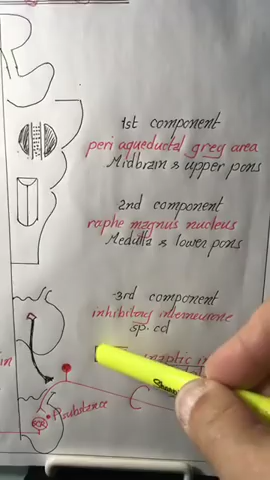 1st component
peri aqueductal grey area
Midbrain & upper pons
2nd component
raphe magnus nucleus
Medulla & lower pons
3rd component
inhibitory interneurone
sp. cd
substance